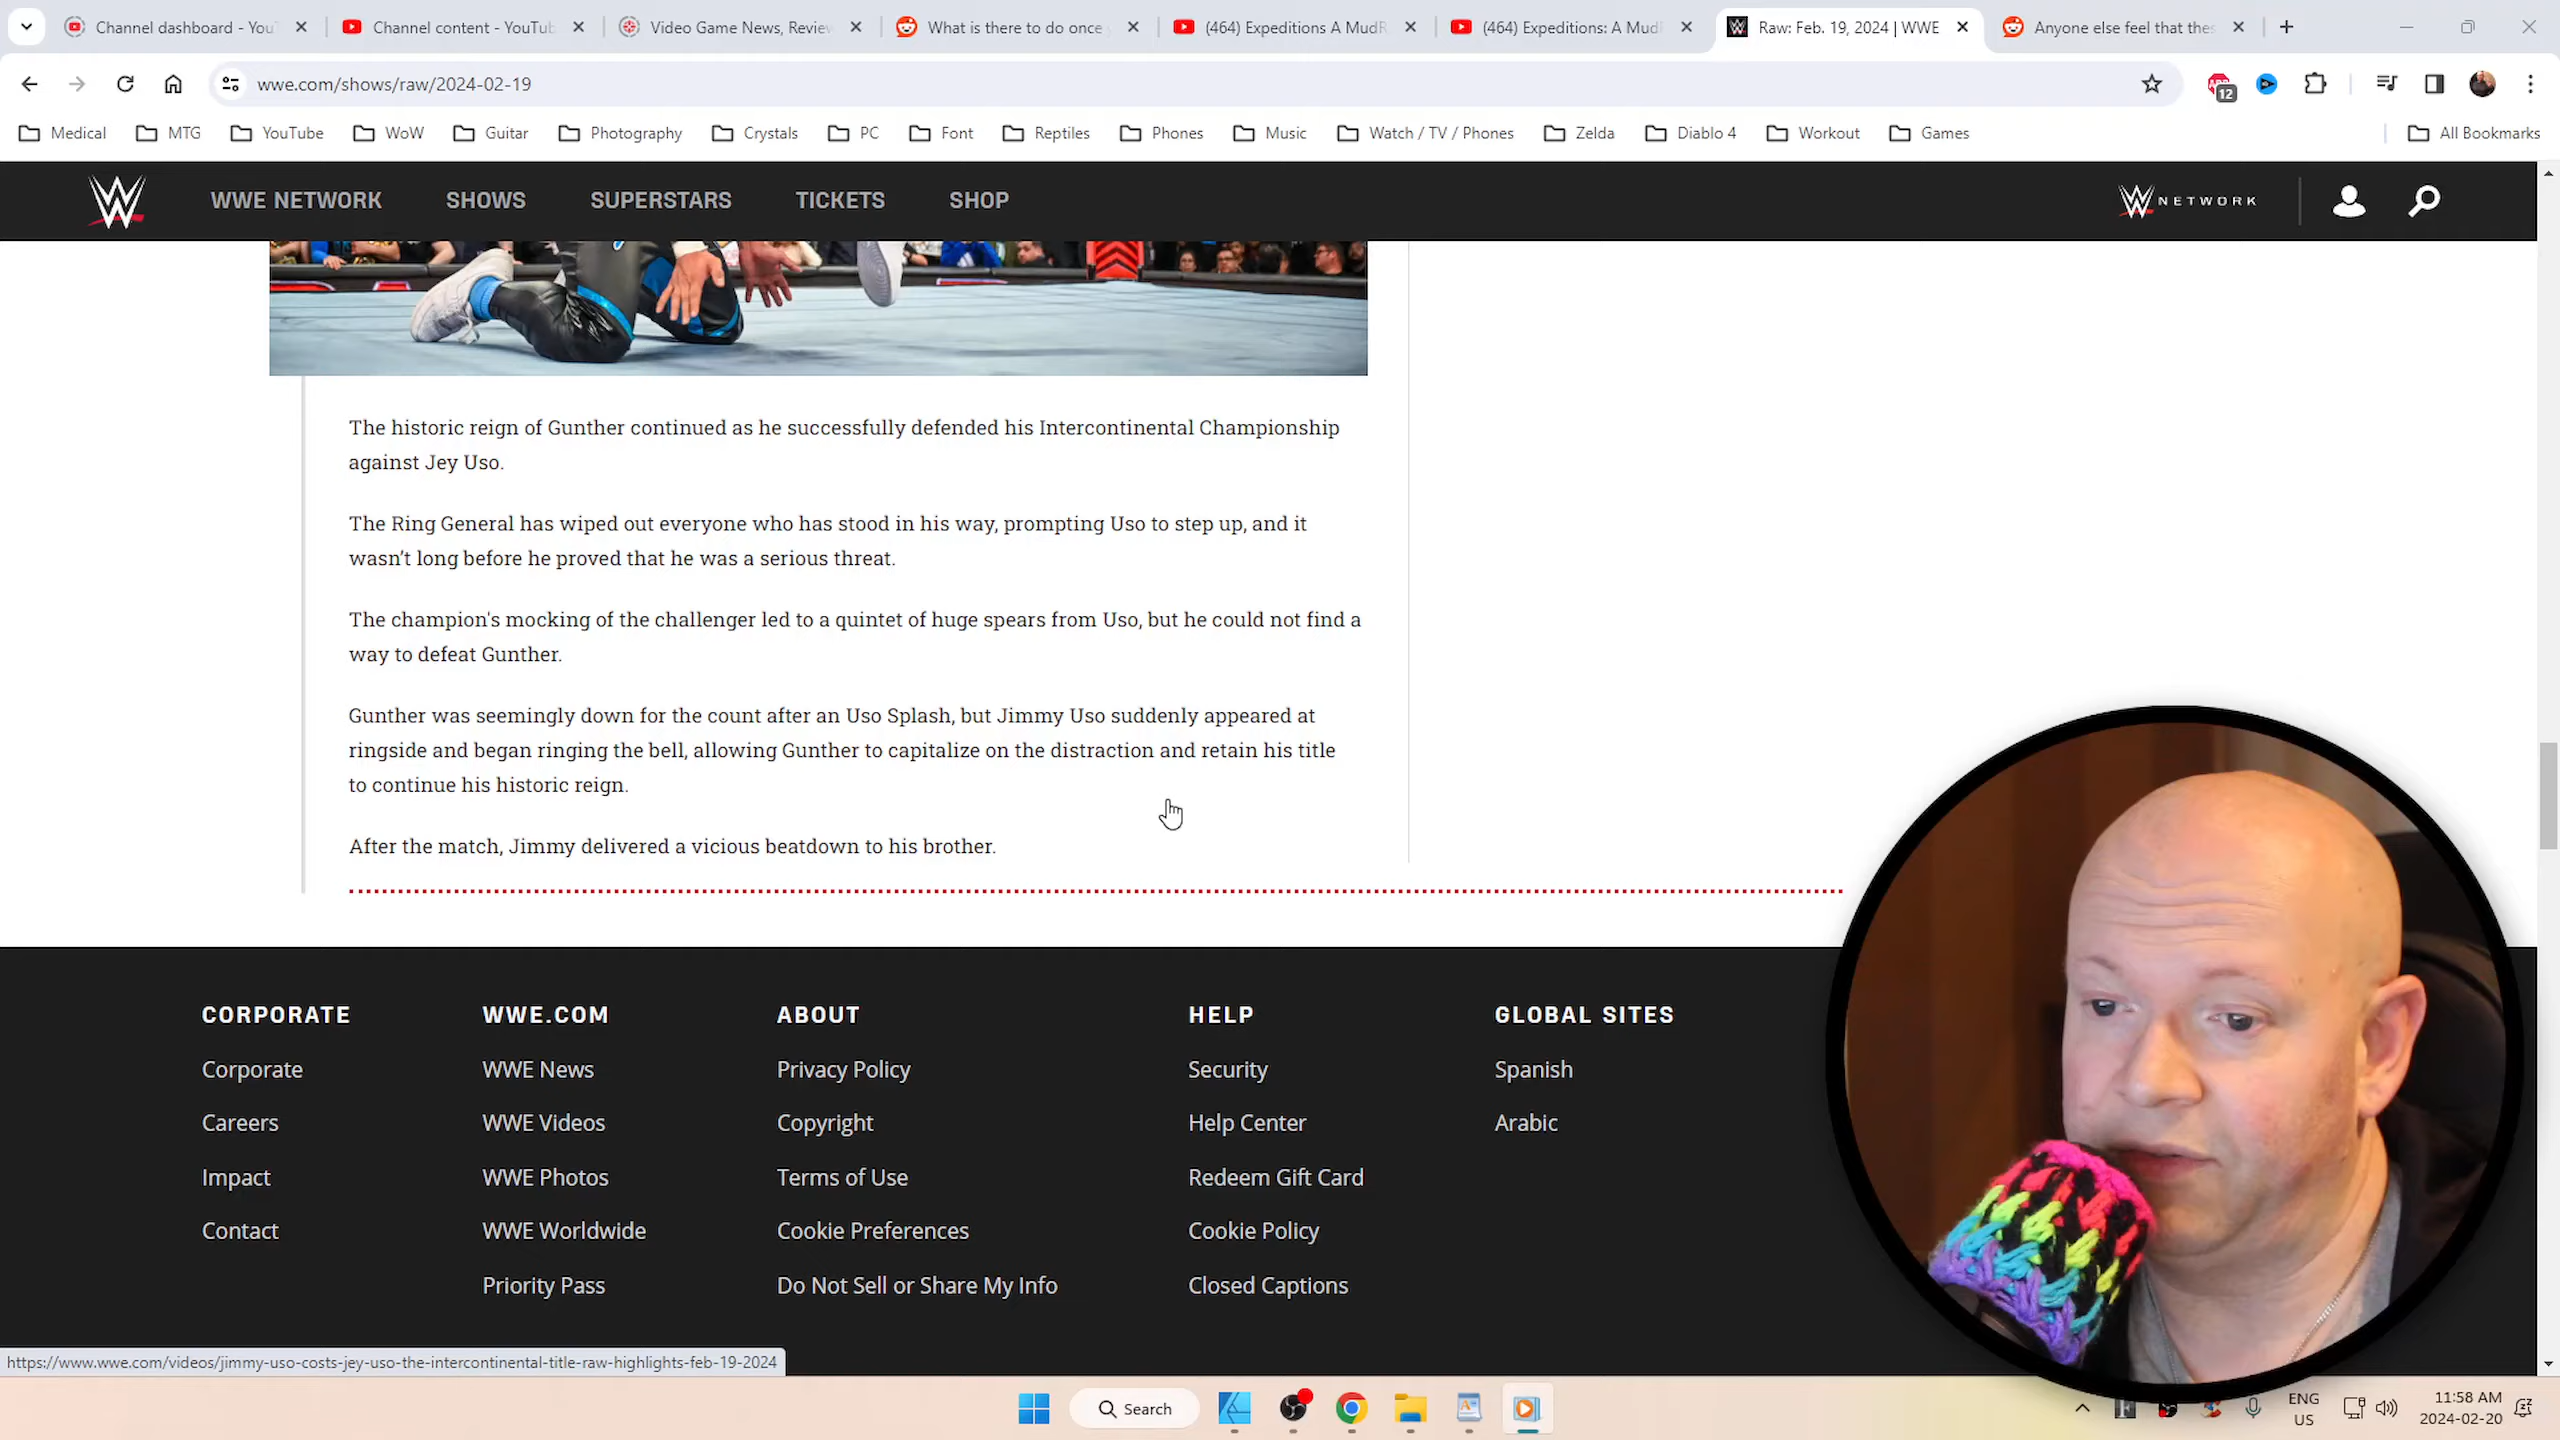 Channel dashboard - You
Channel content - YouTub
Video Game News, Review
What is there to do once y
(464) Expeditions A MudR
(464) Expeditions: A Mudl
Raw: Feb. 19, 2024 | WWE
Anyone else feel that thes
wwe.com/shows/raw/2024-02-19
12
Medical
MTG
YouTube
WoW
Guitar
Photography
Crystals
PC
Font
Reptiles
Phones
Music
Watch / TV / Phones
Zelda
Diablo 4
Workout
Games
All Bookmarks
WWE NETWORK
SHOWS
SUPERSTARS
TICKETS
SHOP
NETWORK
The historic reign of Gunther continued as he successfully defended his Intercontinental Championship
against Jey Uso.
The Ring General has wiped out everyone who has stood in his way, prompting Uso to step up, and it
wasn’t long before he proved that he was a serious threat.
The champion's mocking of the challenger led to a quintet of huge spears from Uso, but he could not find a
way to defeat Gunther.
Gunther was seemingly down for the count after an Uso Splash, but Jimmy Uso suddenly appeared at
ringside and began ringing the bell, allowing Gunther to capitalize on the distraction and retain his title
to continue his historic reign.
After the match, Jimmy delivered a vicious beatdown to his brother.
CORPORATE
Corporate
Careers
Impact
Contact
WWE.COM
WWE News
WWE Videos
WWE Photos
WWE Worldwide
Priority Pass
ABOUT
Privacy Policy
Copyright
Terms of Use
Cookie Preferences
Do Not Sell or Share My Info
HELP
Security
Help Center
Redeem Gift Card
Cookie Policy
Closed Captions
GLOBAL SITES
Spanish
Arabic
https://www.wwe.com/videos/jimmy-uso-costs-jey-uso-the-intercontinental-title-raw-highlights-feb-19-2024
Search
ENG
US
11:58 AM
2024-02-20